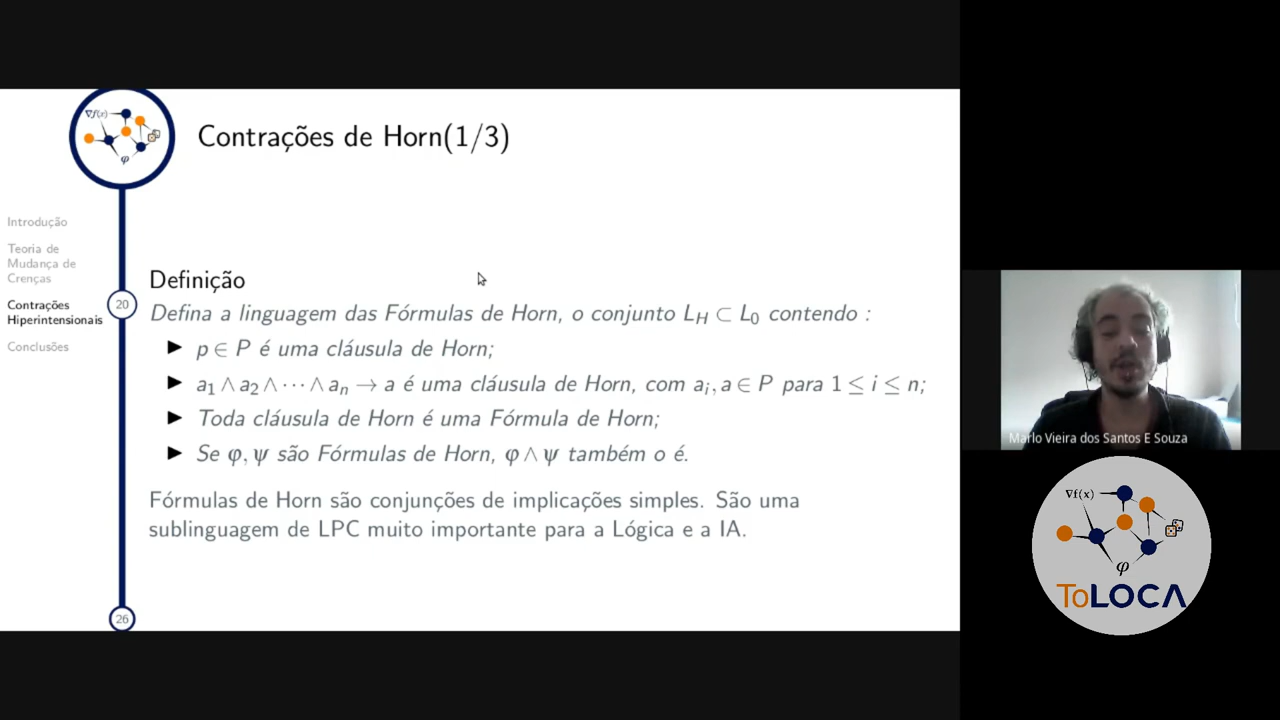 ∇f(x)
φ
Contrações de Horn(1/3)
Introdução
Teoria de
Mudança de
Crenças
Contrações
Hiperintensionais
Conclusões
20
26
Definição
Defina a linguagem das Fórmulas de Horn, o conjunto L_H ⊂ L_0 contendo :
► p ∈ P é uma cláusula de Horn;
► a₁ ∧ a₂ ∧ ⋯ ∧ aₙ → a é uma cláusula de Horn, com aᵢ, a ∈ P para 1 ≤ i ≤ n;
► Toda cláusula de Horn é uma Fórmula de Horn;
► Se φ, ψ são Fórmulas de Horn, φ ∧ ψ também o é.
Fórmulas de Horn são conjunções de implicações simples. São uma
sublinguagem de LPC muito importante para a Lógica e a IA.
Marlo Vieira dos Santos E Souza
∇f(x)
φ
ToLOCA